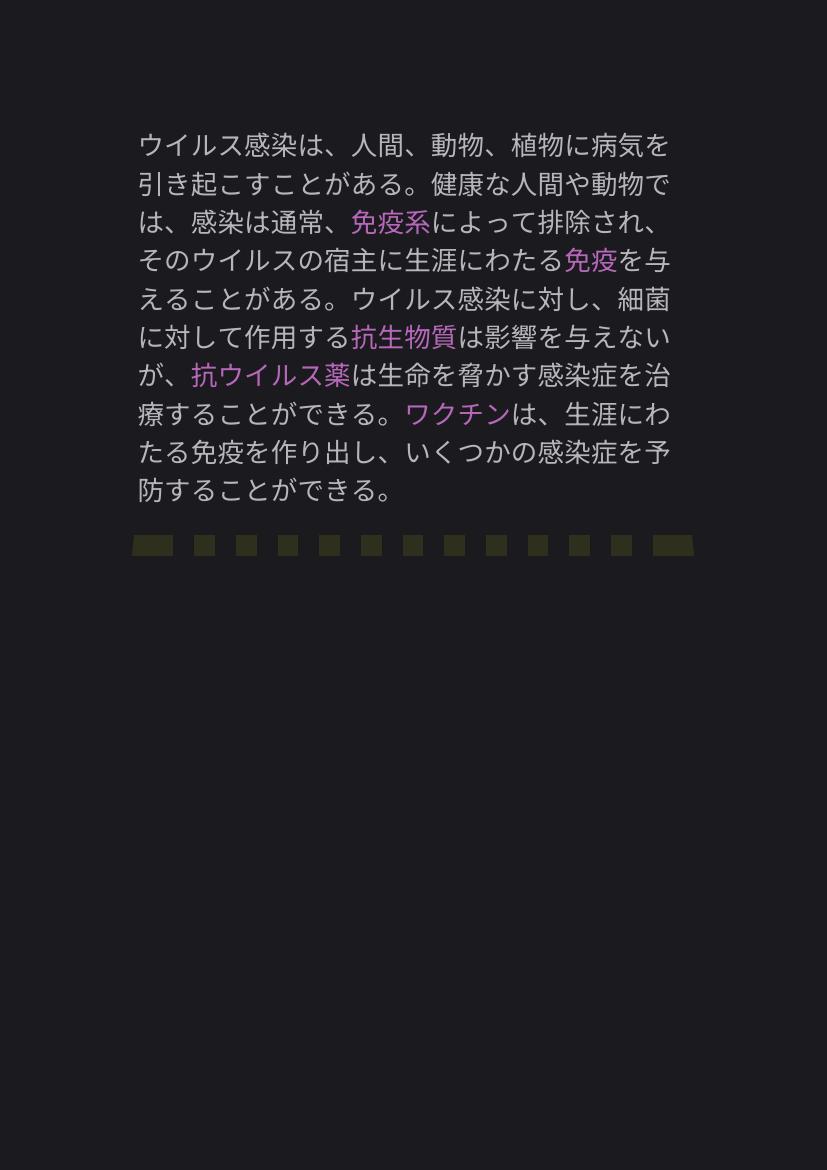 ウイルス感染は、人間、動物、植物に病気を
引き起こすことがある。健康な人間や動物で
は、感染は通常、免疫系によって排除され、
そのウイルスの宿主に生涯にわたる免疫を与
えることがある。ウイルス感染に対し、細菌
に対して作用する抗生物質は影響を与えない
が、抗ウイルス薬は生命を脅かす感染症を治
療することができる。ワクチンは、生涯にわ
たる免疫を作り出し、いくつかの感染症を予
防することができる。